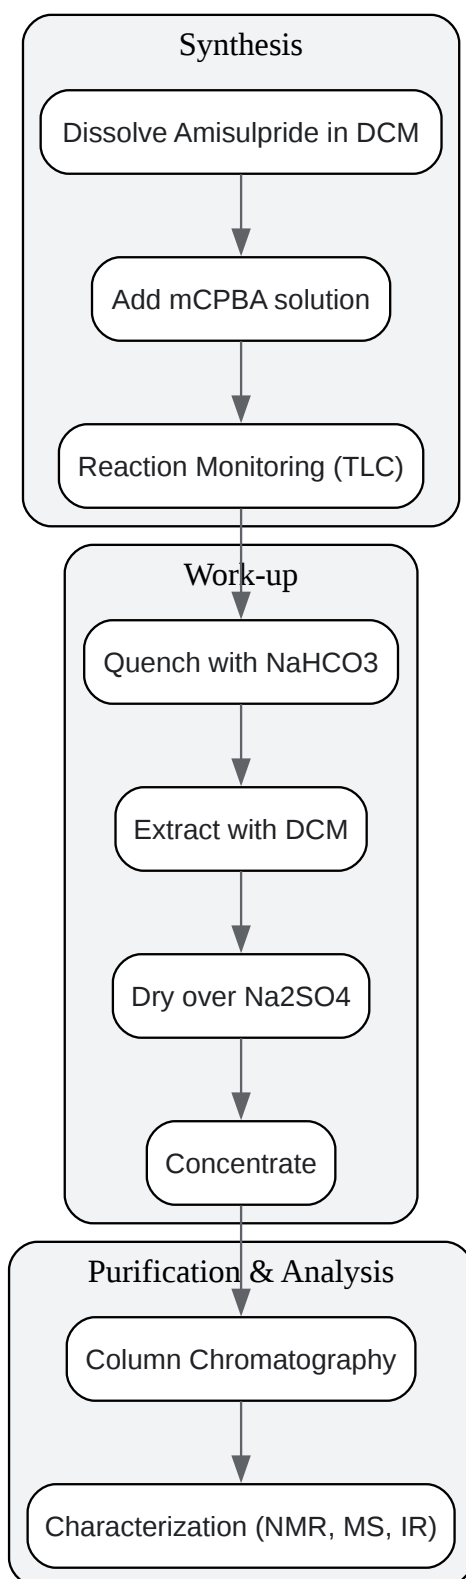 Synthesis
Dissolve Amisulpride in DCM
Add mCPBA solution
Reaction Monitoring (TLC)
Work-up
Quench with NaHCO3
Extract with DCM
Dry over Na2SO4
Concentrate
Purification & Analysis
Column Chromatography
Characterization (NMR, MS, IR)